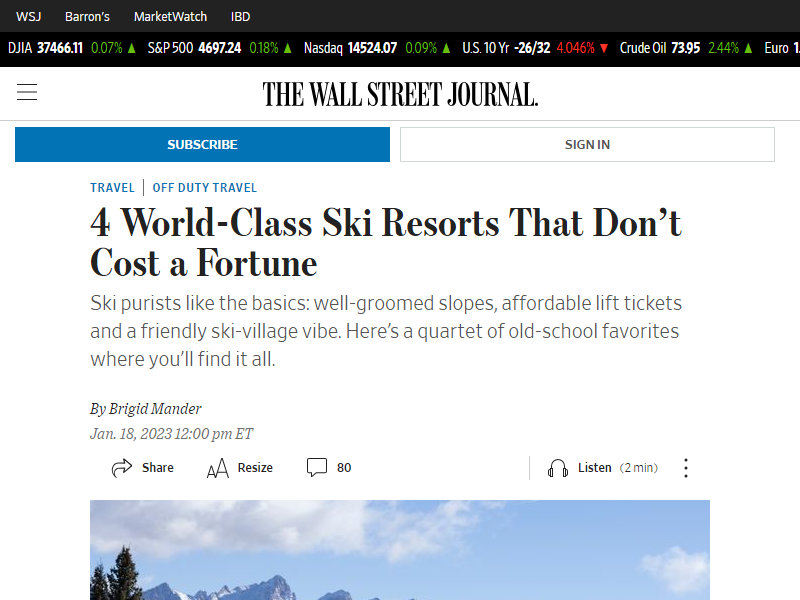 WSJ Barron's MarketWatch IBD
DJIA 37466.11 0.07% ▲ S&P 500 4697.24 0.18% ▲ Nasdaq 14524.07 0.09% ▲ U.S. 10 Yr -26/32 4.046% ▼ Crude Oil 73.95 2.44% ▲ Euro
THE WALL STREET JOURNAL.
SUBSCRIBE SIGN IN
TRAVEL | OFF DUTY TRAVEL
4 World-Class Ski Resorts That Don’t
Cost a Fortune
Ski purists like the basics: well-groomed slopes, affordable lift tickets
and a friendly ski-village vibe. Here’s a quartet of old-school favorites
where you’ll find it all.
By Brigid Mander
Jan. 18, 2023 12:00 pm ET
Share AA Resize 80 Listen (2 min)